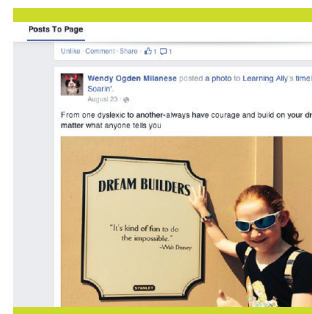 Posts To Page
Unlike · Comment · Share · 1 1
Wendy Ogden Milanese posted a photo to Learning Ally's time
Soarin'.
August 23 ·
From one dyslexic to another-always have courage and build on your dr
matter what anyone tells you
DREAM BUILDERS
"It's kind of fun to do
the impossible."
-Walt Disney
STANLEY